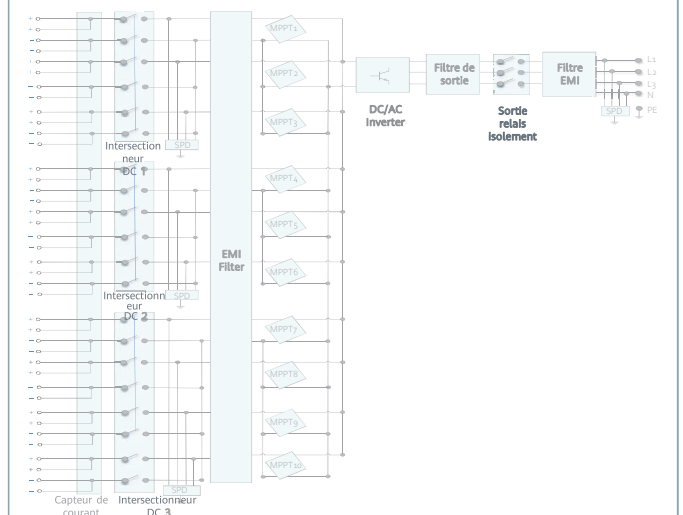 MPPT1
MPPT2
MPPT3
Intersection
neur
DC 1
SPD
MPPT4
MPPT5
MPPT6
EMI
Filter
Intersectionn
eur
DC 2
SPD
MPPT7
MPPT8
MPPT9
MPPT10
SPD
Capteur de
courant
Intersectionneur
DC 3
DC/AC
Inverter
Filtre de
sortie
Sortie
relais
isolement
Filtre
EMI
L1
L2
L3
N
SPD
PE